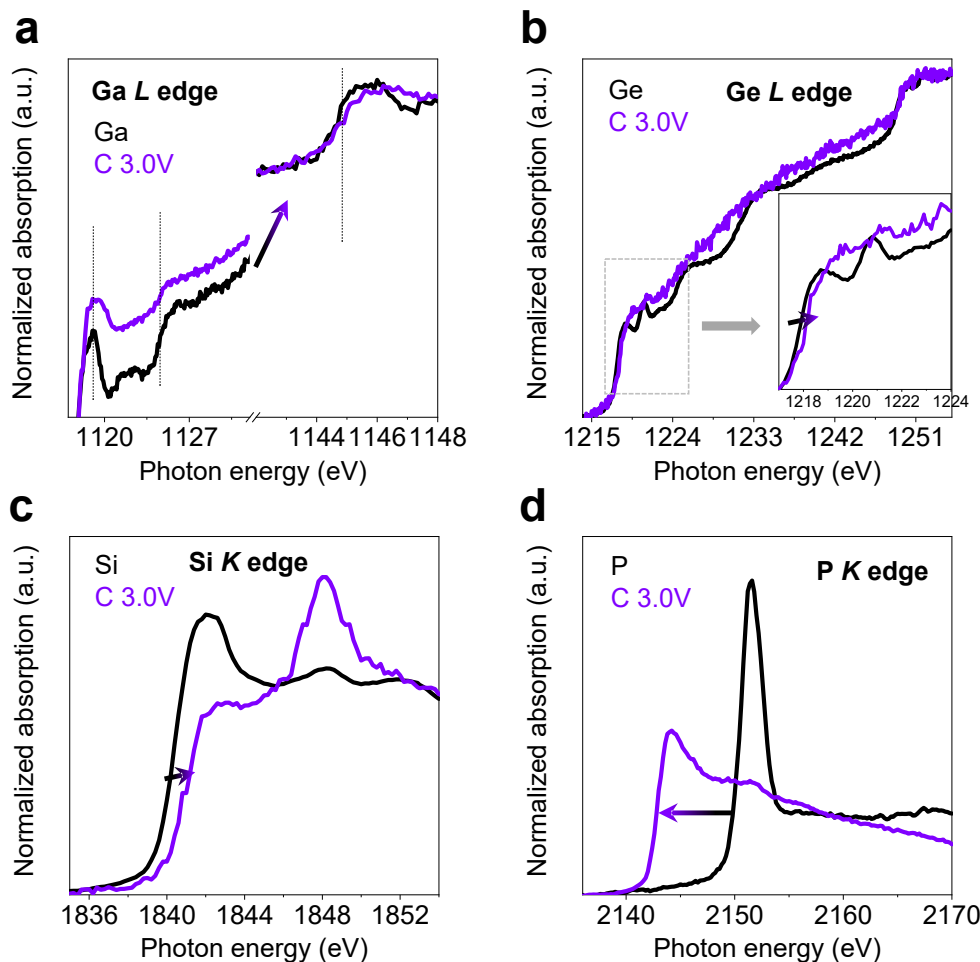 a
Normalized absorption (a.u.)
Ga L edge
Ga
C 3.0V
1120 1127 1144 1146 1148
Photon energy (eV)
b
Normalized absorption (a.u.)
Ge
Ge L edge
C 3.0V
1218 1220 1222 1224
1215 1224 1233 1242 1251
Photon energy (eV)
c
Normalized absorption (a.u.)
Si
Si K edge
C 3.0V
1836 1840 1844 1848 1852
Photon energy (eV)
d
Normalized absorption (a.u.)
P
P K edge
C 3.0V
2140 2150 2160 2170
Photon energy (eV)